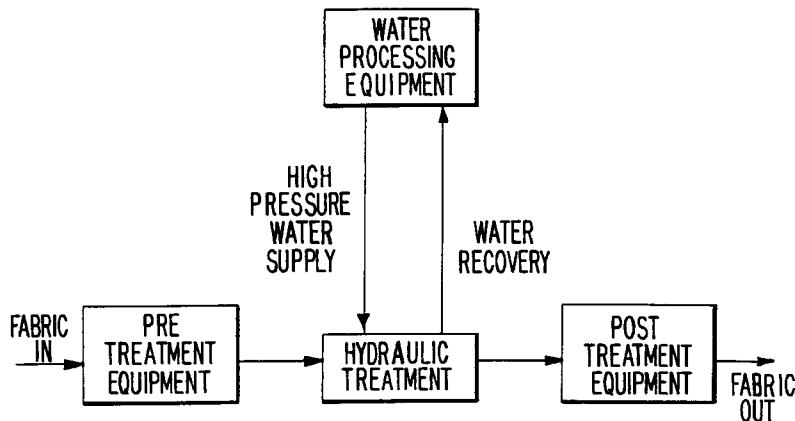 WATER
PROCESSING
EQUIPMENT
HIGH
PRESSURE
WATER
SUPPLY
WATER
RECOVERY
FABRIC
IN
PRE
TREATMENT
EQUIPMENT
HYDRAULIC
TREATMENT
POST
TREATMENT
EQUIPMENT
FABRIC
OUT